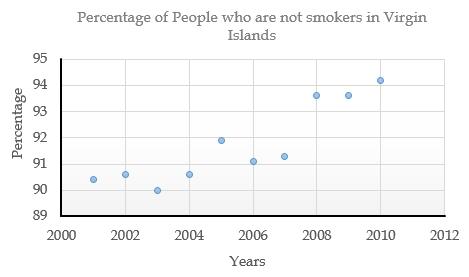 Percentage of People who are not smokers in Virgin
Islands
95
94
93
92
91
90
89
Percentage
2000 2002 2004 2006 2008 2010 2012
Years